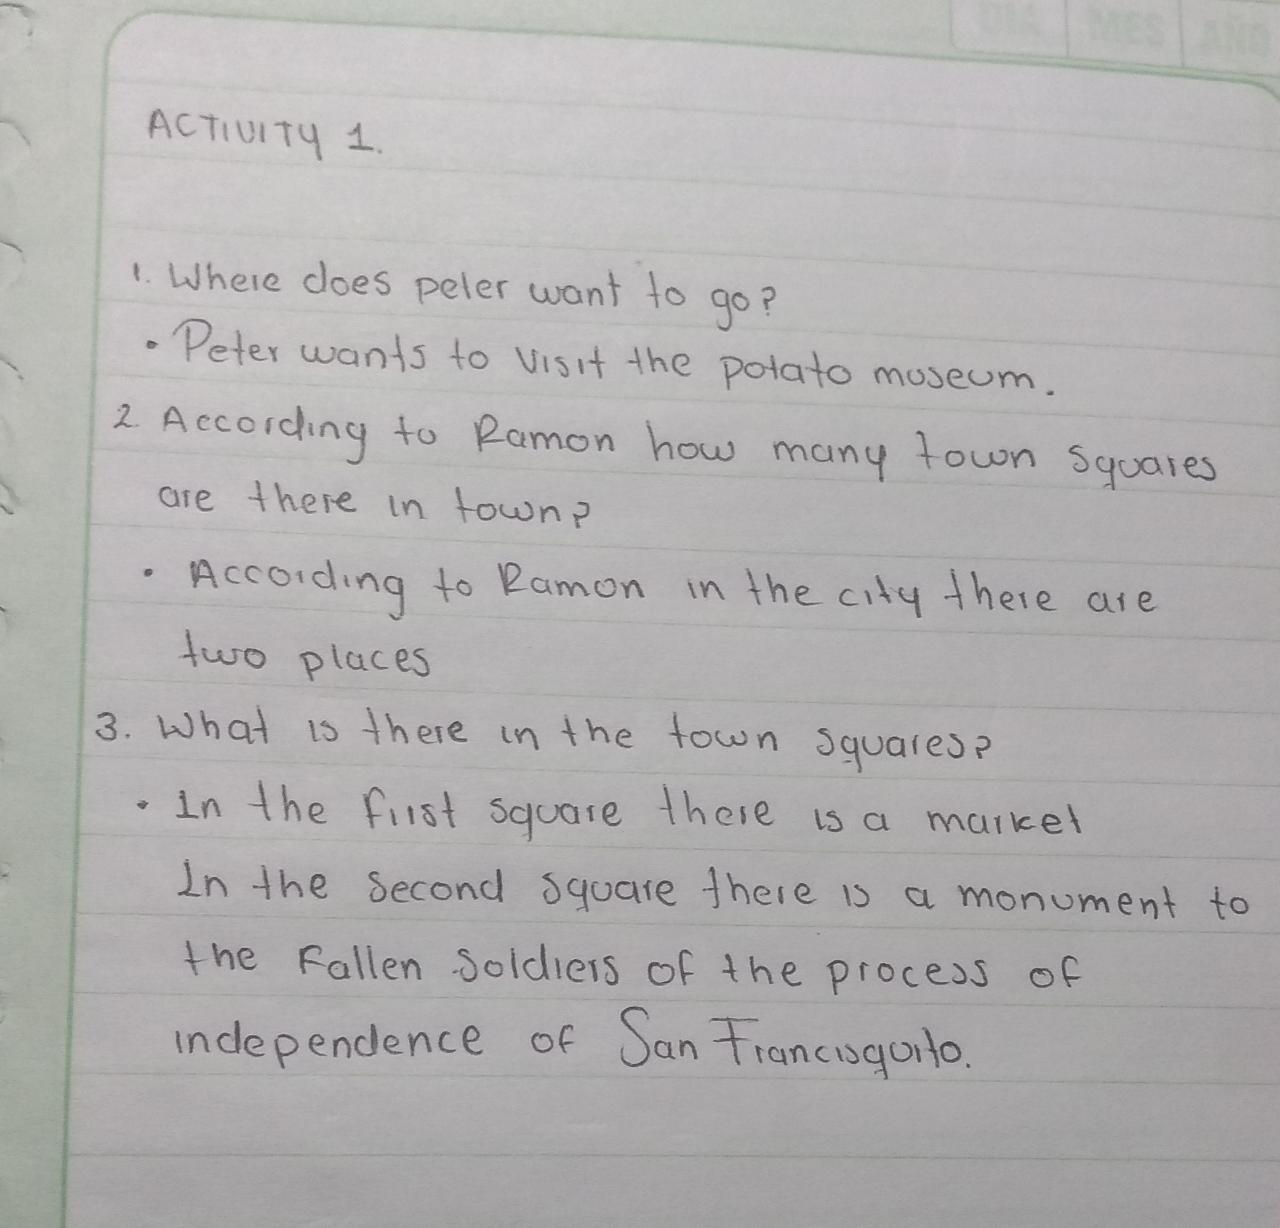 DIA MES AÑO
ACTIVITY 1.
1. Where does peter want to go?
• Peter wants to visit the potato museum.
2. According to Ramon how many town squares
are there in town?
• According to Ramon in the city there are
two places
3. What is there in the town squares?
• In the first square there is a market
In the second square there is a monument to
the Fallen soldiers of the process of
independence of San Francisquito.